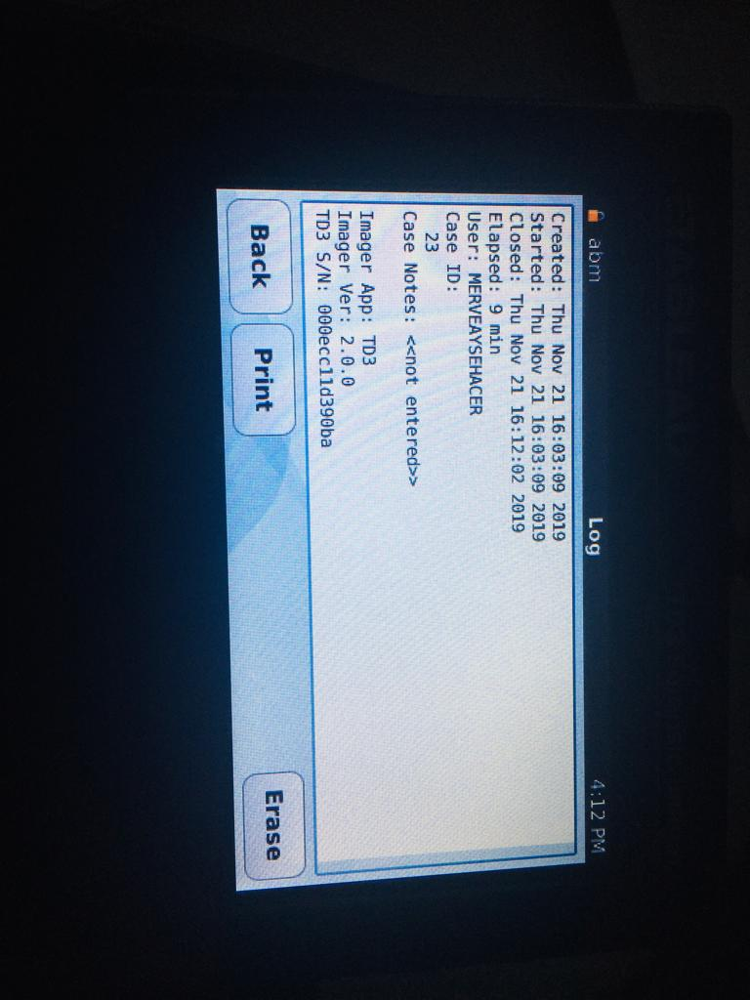 abm Log 4:12 PM
Created: Thu Nov 21 16:03:09 2019
Started: Thu Nov 21 16:03:09 2019
Closed: Thu Nov 21 16:12:02 2019
Elapsed: 9 min
User: MERVEAYSEHACER
Case ID:
23
Case Notes: <<not entered>>
Imager App: TD3
Imager Ver: 2.0.0
TD3 S/N: 000ecc11d390ba
Back Print Erase